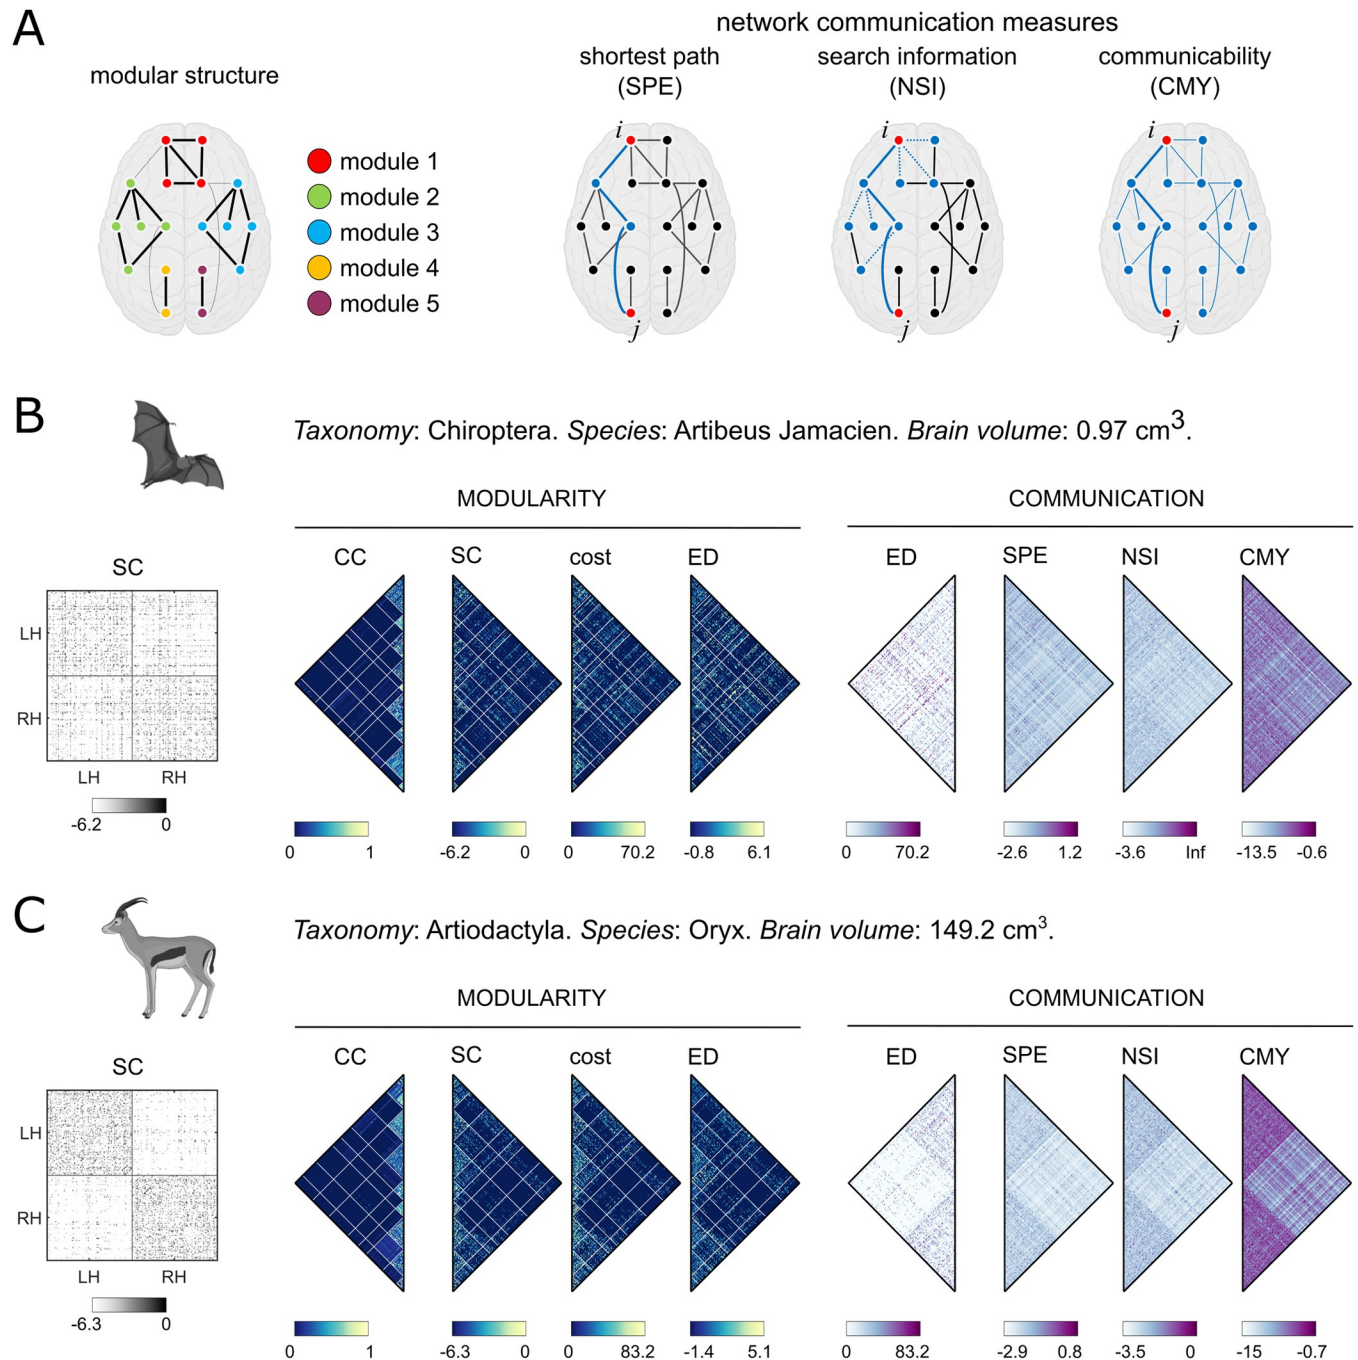 A
network communication measures
modular structure
shortest path
(SPE)
search information
(NSI)
communicability
(CMY)
module 1
module 2
module 3
module 4
module 5
i
j
i
j
i
j
B
Taxonomy: Chiroptera. Species: Artibeus Jamacien. Brain volume: 0.97 cm³.
MODULARITY COMMUNICATION
SC
LH
RH
LH RH
-6.2 0
CC SC cost ED ED SPE NSI CMY
0 1 -6.2 0 0 70.2 -0.8 6.1 0 70.2 -2.6 1.2 -3.6 Inf -13.5 -0.6
C
Taxonomy: Artiodactyla. Species: Oryx. Brain volume: 149.2 cm³.
MODULARITY COMMUNICATION
SC
LH
RH
LH RH
-6.3 0
CC SC cost ED ED SPE NSI CMY
0 1 -6.3 0 0 83.2 -1.4 5.1 0 83.2 -2.9 0.8 -3.5 0 -15 -0.7